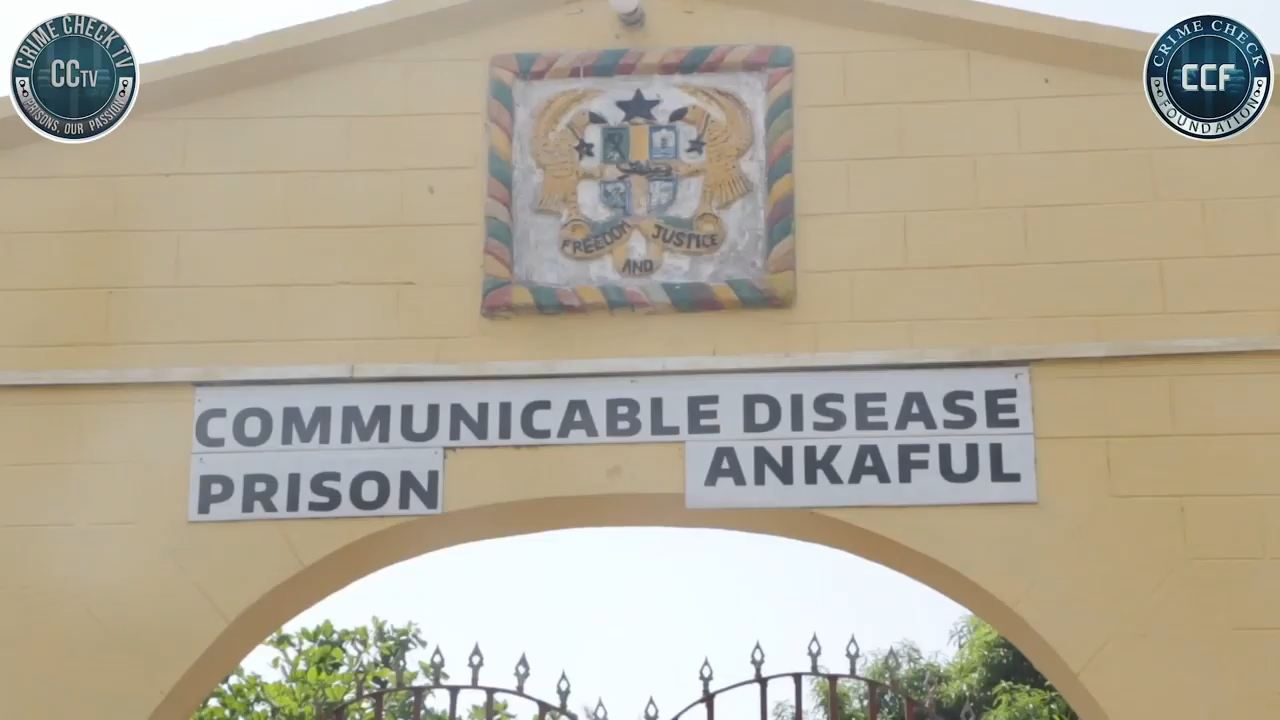 CRIME CHECK TV
CCTV
PRISONS, OUR PASSION
CRIME CHECK
CCF
FOUNDATION
FREEDOM AND JUSTICE
COMMUNICABLE DISEASE
PRISON ANKAFUL